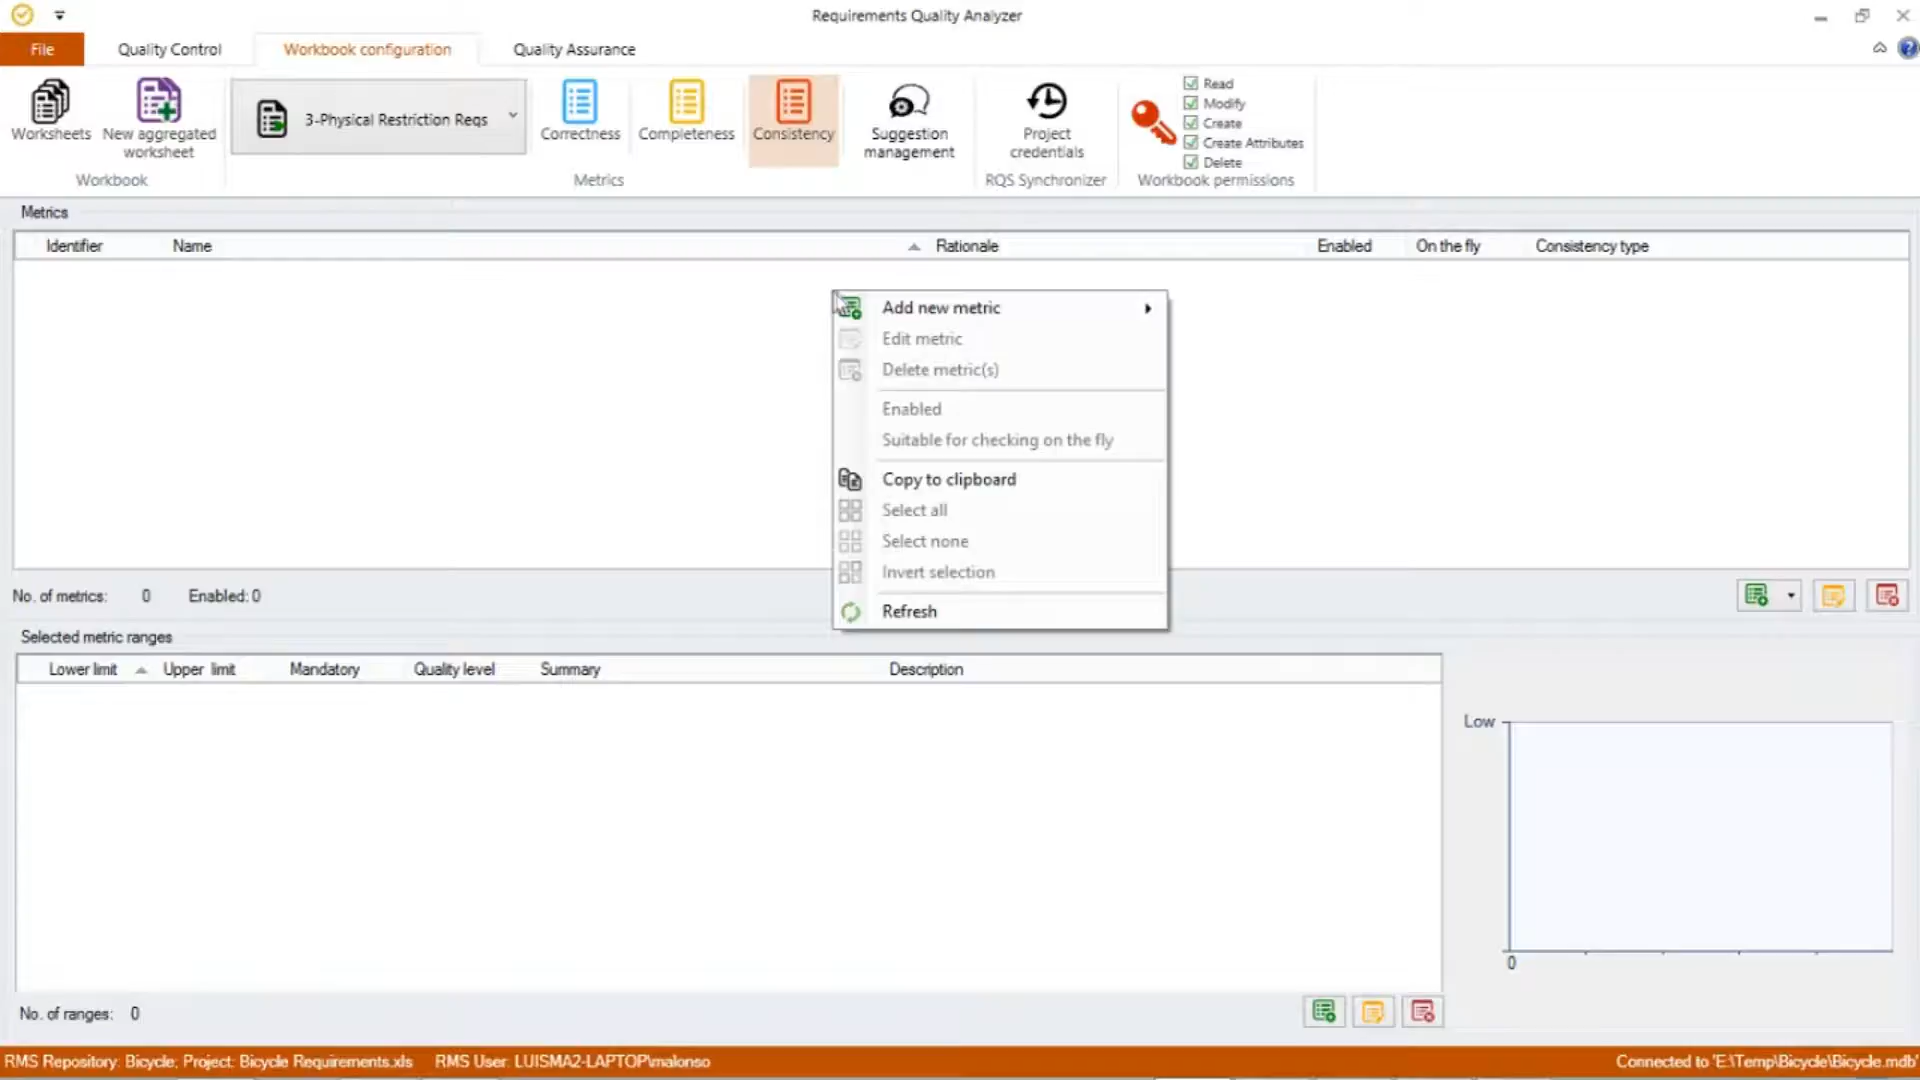 Requirements Quality Analyzer
File Quality Control Workbook configuration Quality Assurance
Worksheets
New aggregated
worksheet
Workbook
3-Physical Restriction Reqs
Correctness
Completeness
Consistency
Metrics
Suggestion
management
Project
credentials
RQS Synchronizer
Read
Modify
Create
Create Attributes
Delete
Workbook permissions
Metrics
Identifier Name Rationale Enabled On the fly Consistency type
Add new metric
Edit metric
Delete metric(s)
Enabled
Suitable for checking on the fly
Copy to clipboard
Select all
Select none
Invert selection
Refresh
No. of metrics: 0 Enabled: 0
Selected metric ranges
Lower limit Upper limit Mandatory Quality level Summary Description
Low
0
No. of ranges: 0
RMS Repository: Bicycle; Project: Bicycle Requirements.xls RMS User: LUISMA2-LAPTOP\malonso Connected to 'E:\Temp\Bicycle\Bicycle.mdb'